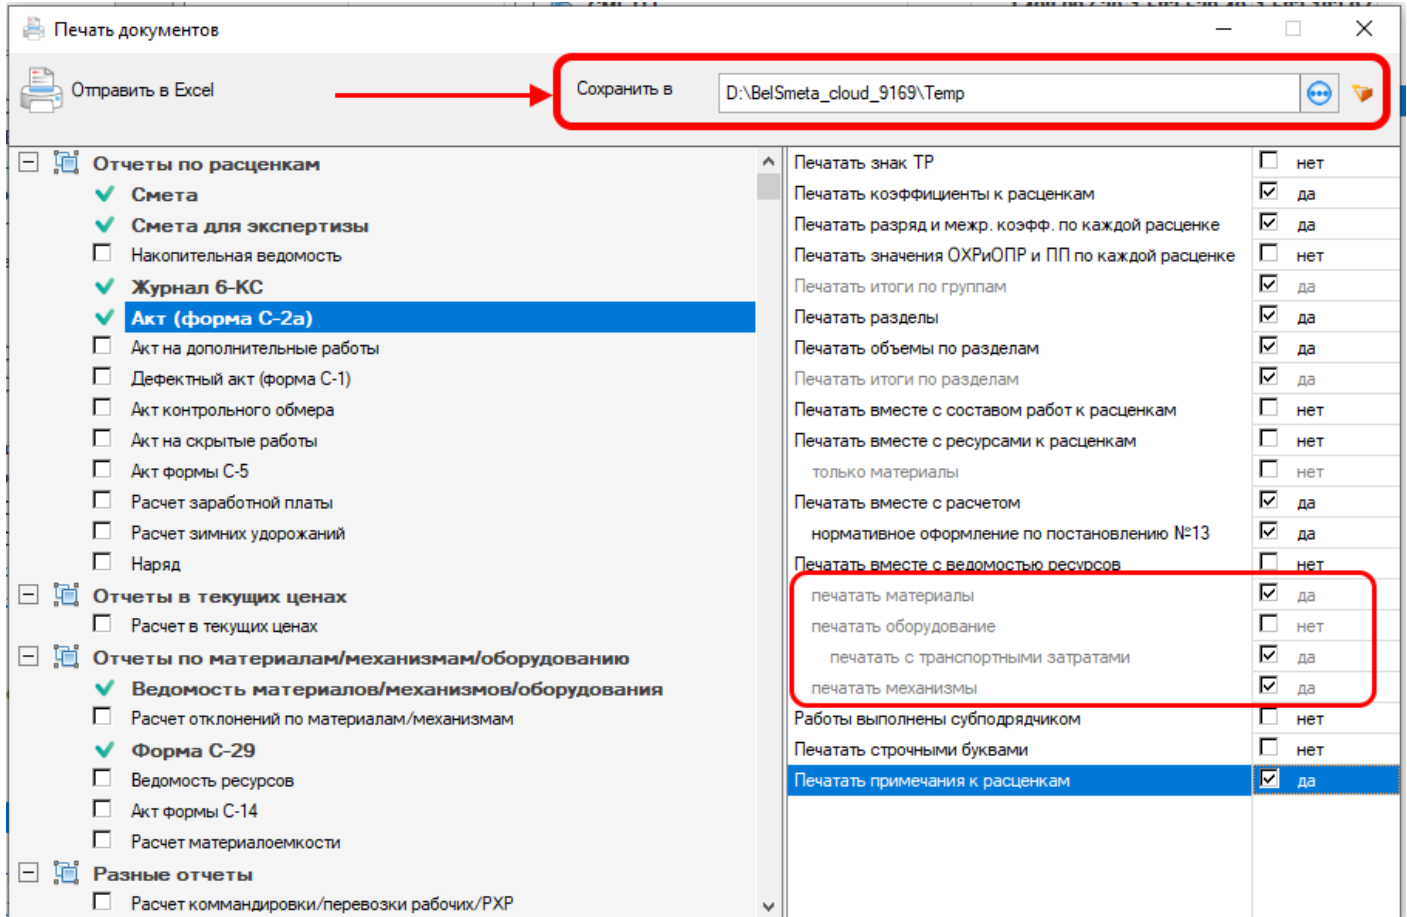 Печать документов
Отправить в Excel
Сохранить в
D:\BelSmeta_cloud_9169\Temp
Отчеты по расценкам
Смета
Смета для экспертизы
Накопительная ведомость
Журнал 6-КС
Акт (форма С-2а)
Акт на дополнительные работы
Дефектный акт (форма С-1)
Акт контрольного обмера
Акт на скрытые работы
Акт формы С-5
Расчет заработной платы
Расчет зимних удорожаний
Наряд
Отчеты в текущих ценах
Расчет в текущих ценах
Отчеты по материалам/механизмам/оборудованию
Ведомость материалов/механизмов/оборудования
Расчет отклонений по материалам/механизмам
Форма С-29
Ведомость ресурсов
Акт формы С-14
Расчет материалоемкости
Разные отчеты
Расчет командировки/перевозки рабочих/РХР
Печатать знак ТР нет
Печатать коэффициенты к расценкам да
Печатать разряд и межр. коэфф. по каждой расценке да
Печатать значения ОХРиОПР и ПП по каждой расценке нет
Печатать итоги по группам да
Печатать разделы да
Печатать объемы по разделам да
Печатать итоги по разделам да
Печатать вместе с составом работ к расценкам нет
Печатать вместе с ресурсами к расценкам нет
только материалы нет
Печатать вместе с расчетом да
нормативное оформление по постановлению №13 да
Печатать вместе с ведомостью ресурсов нет
печатать материалы да
печатать оборудование нет
печатать с транспортными затратами да
печатать механизмы да
Работы выполнены субподрядчиком нет
Печатать строчными буквами нет
Печатать примечания к расценкам да